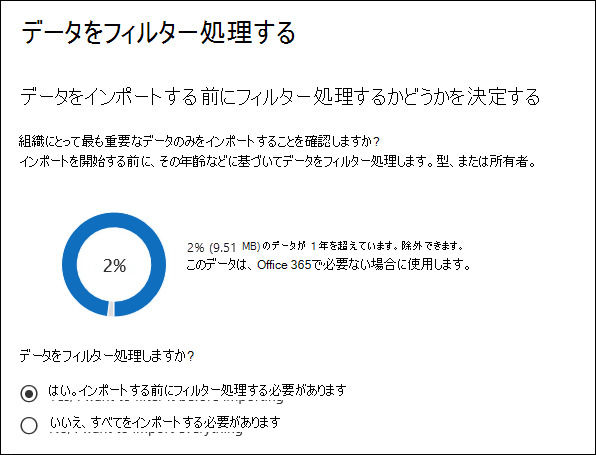 データをフィルター処理する
データをインポートする前にフィルター処理するかどうかを決定する
組織にとって最も重要なデータのみをインポートすることを確認しますか?
インポートを開始する前に、その年齢などに基づいてデータをフィルター処理します。型、または所有者。
2%
2% (9.51 MB)のデータが 1年を超えています。除外できます。
このデータは、Office 365で必要ない場合に使用します。
データをフィルター処理しますか?
はい。インポートする前にフィルター処理する必要があります
いいえ、すべてをインポートする必要があります